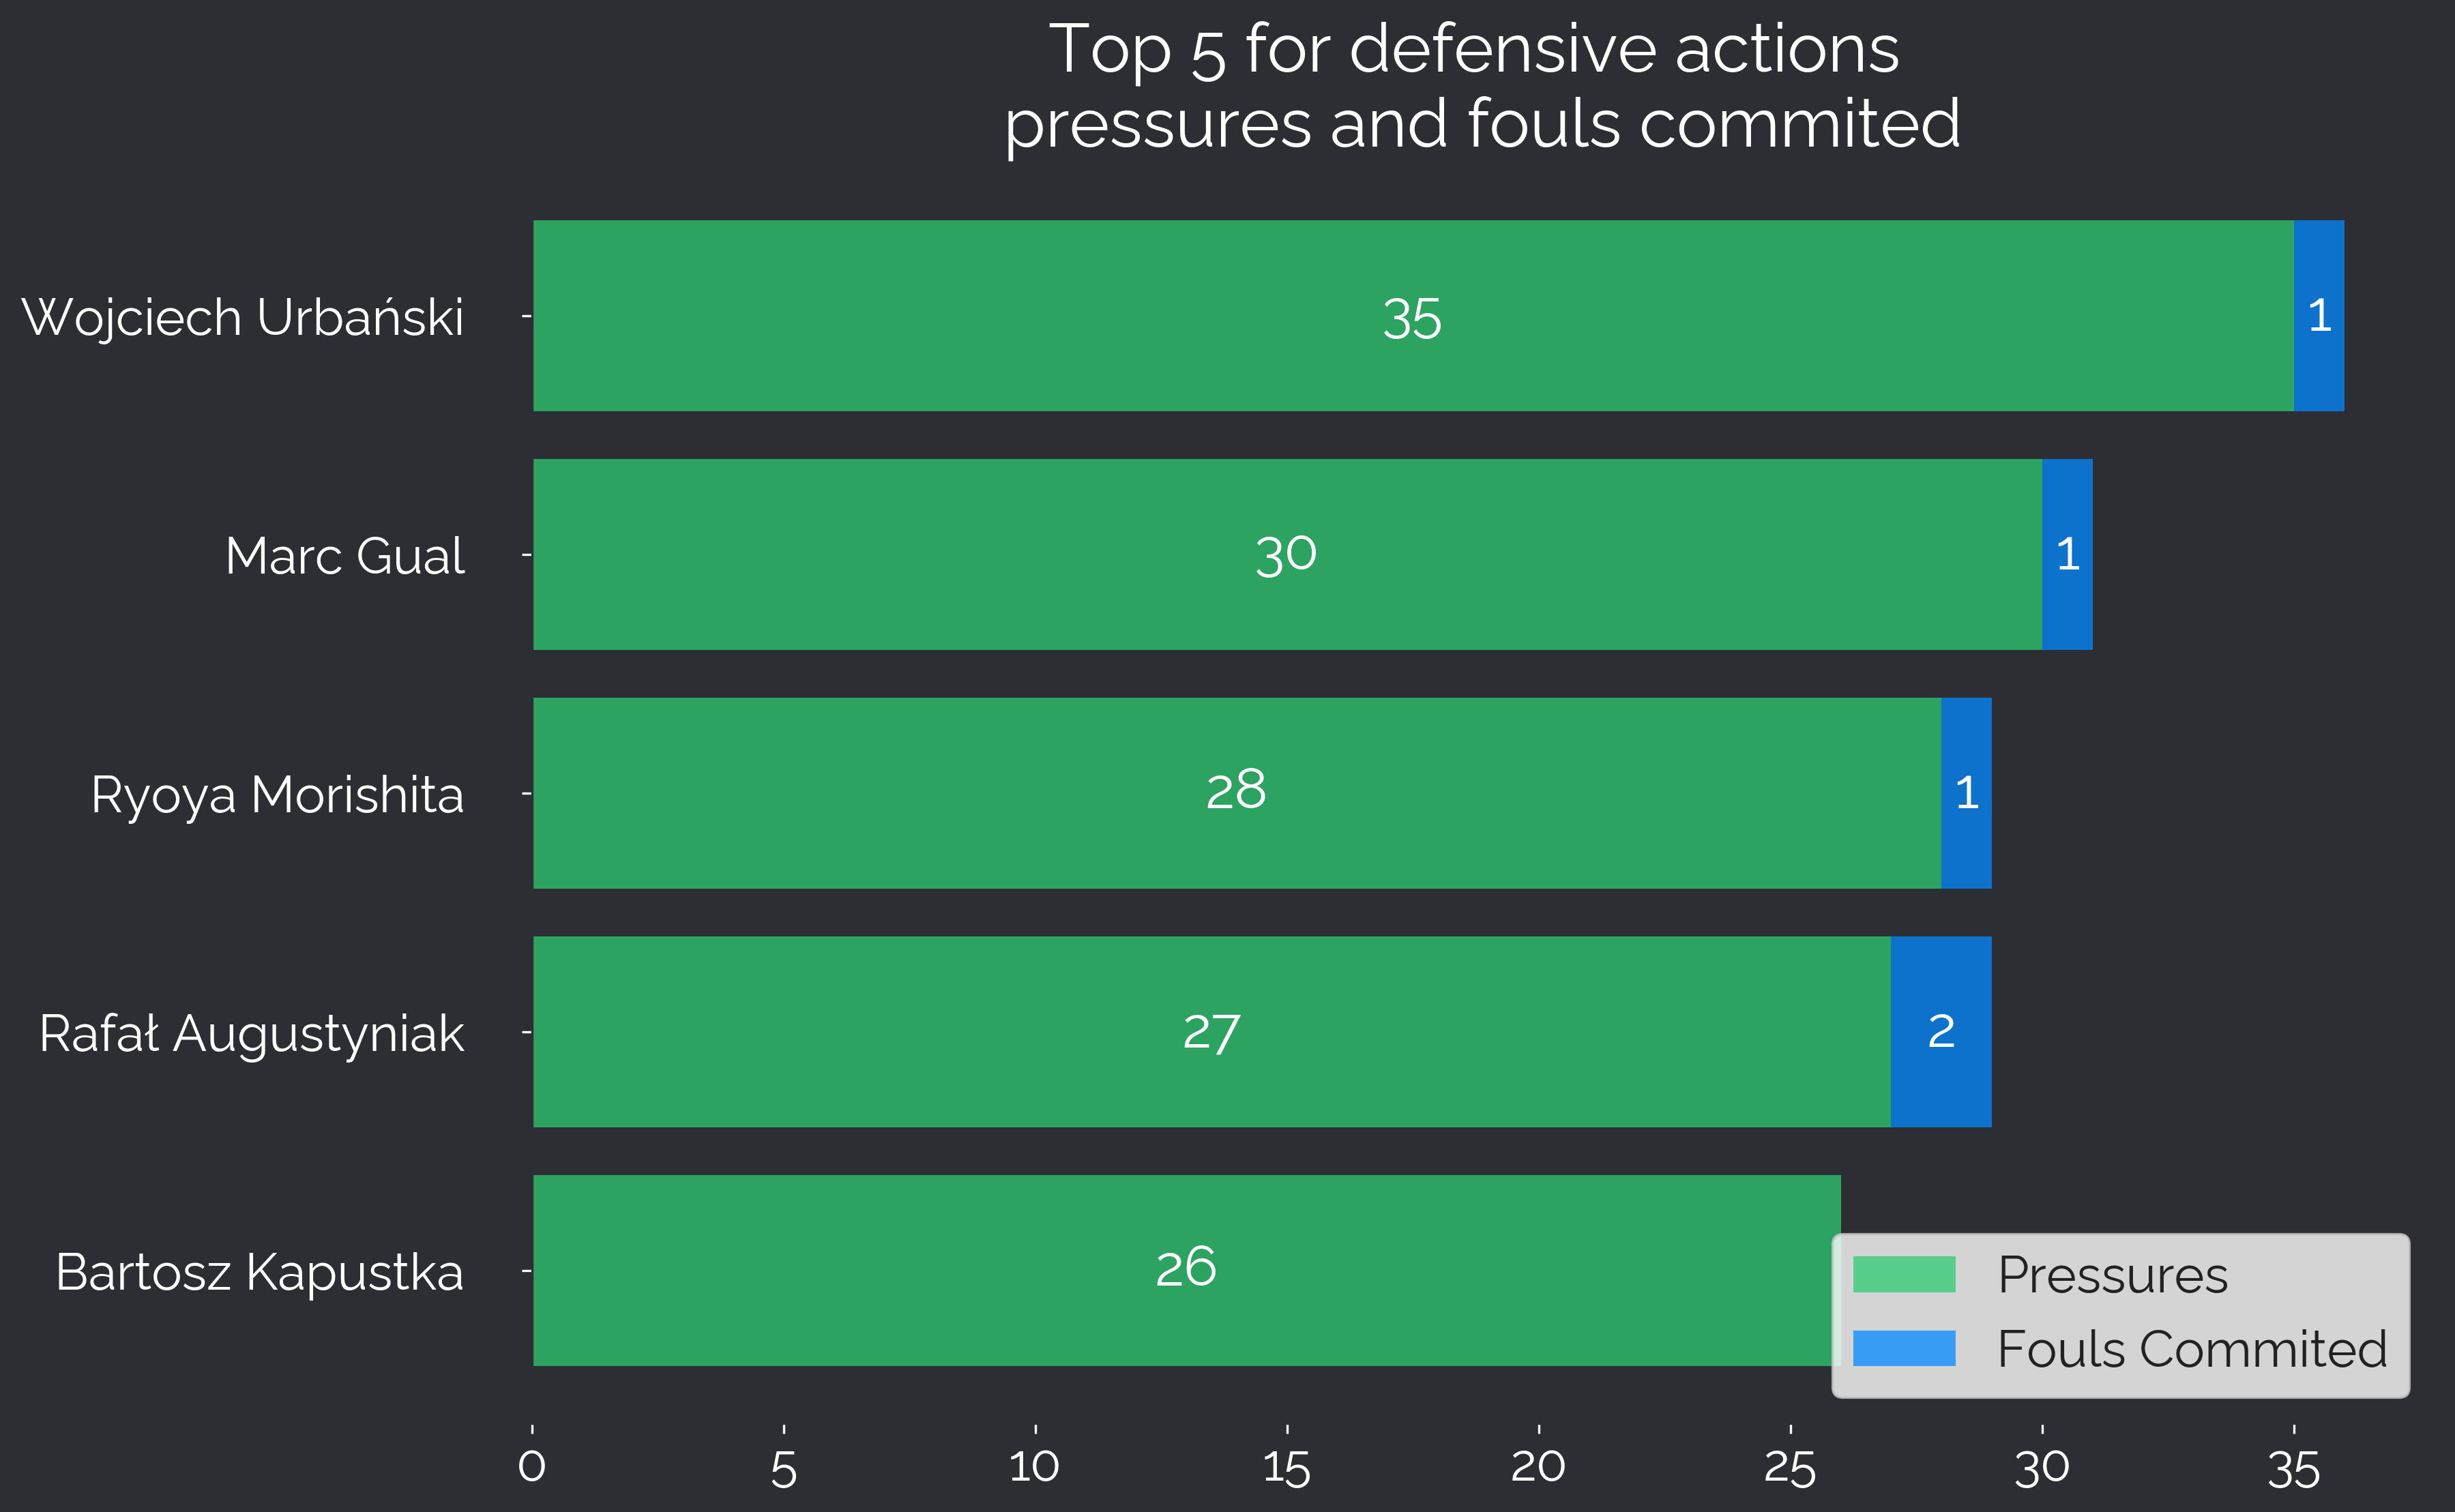 Top 5 for defensive actions
pressures and fouls commited
Wojciech Urbański
35
1
Marc Gual
30
1
Ryoya Morishita
28
1
Rafał Augustyniak
27
2
Bartosz Kapustka
26
Pressures
Fouls Commited
0 5 10 15 20 25 30 35